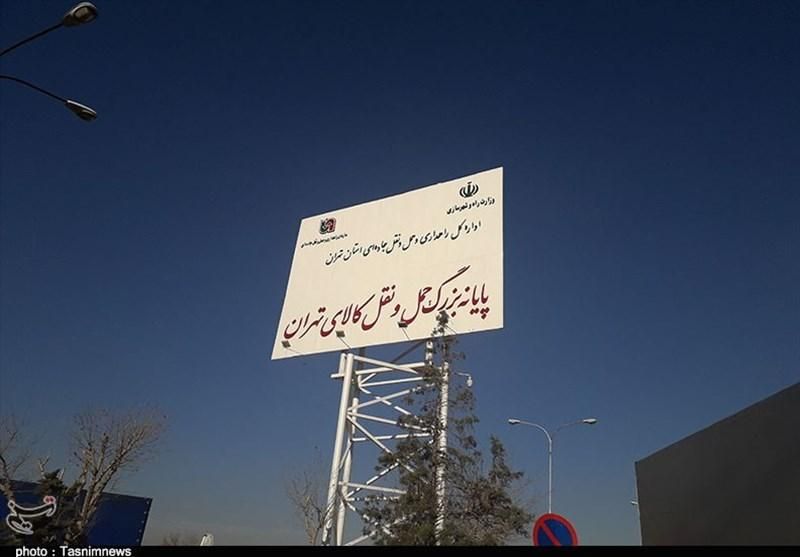 وزارت راه و شهرسازی
اداره کل راهداری و حمل و نقل جاده‌ای استان تهران
پایانه بزرگ حمل و نقل کالای تهران
تسنیم
photo : Tasnimnews